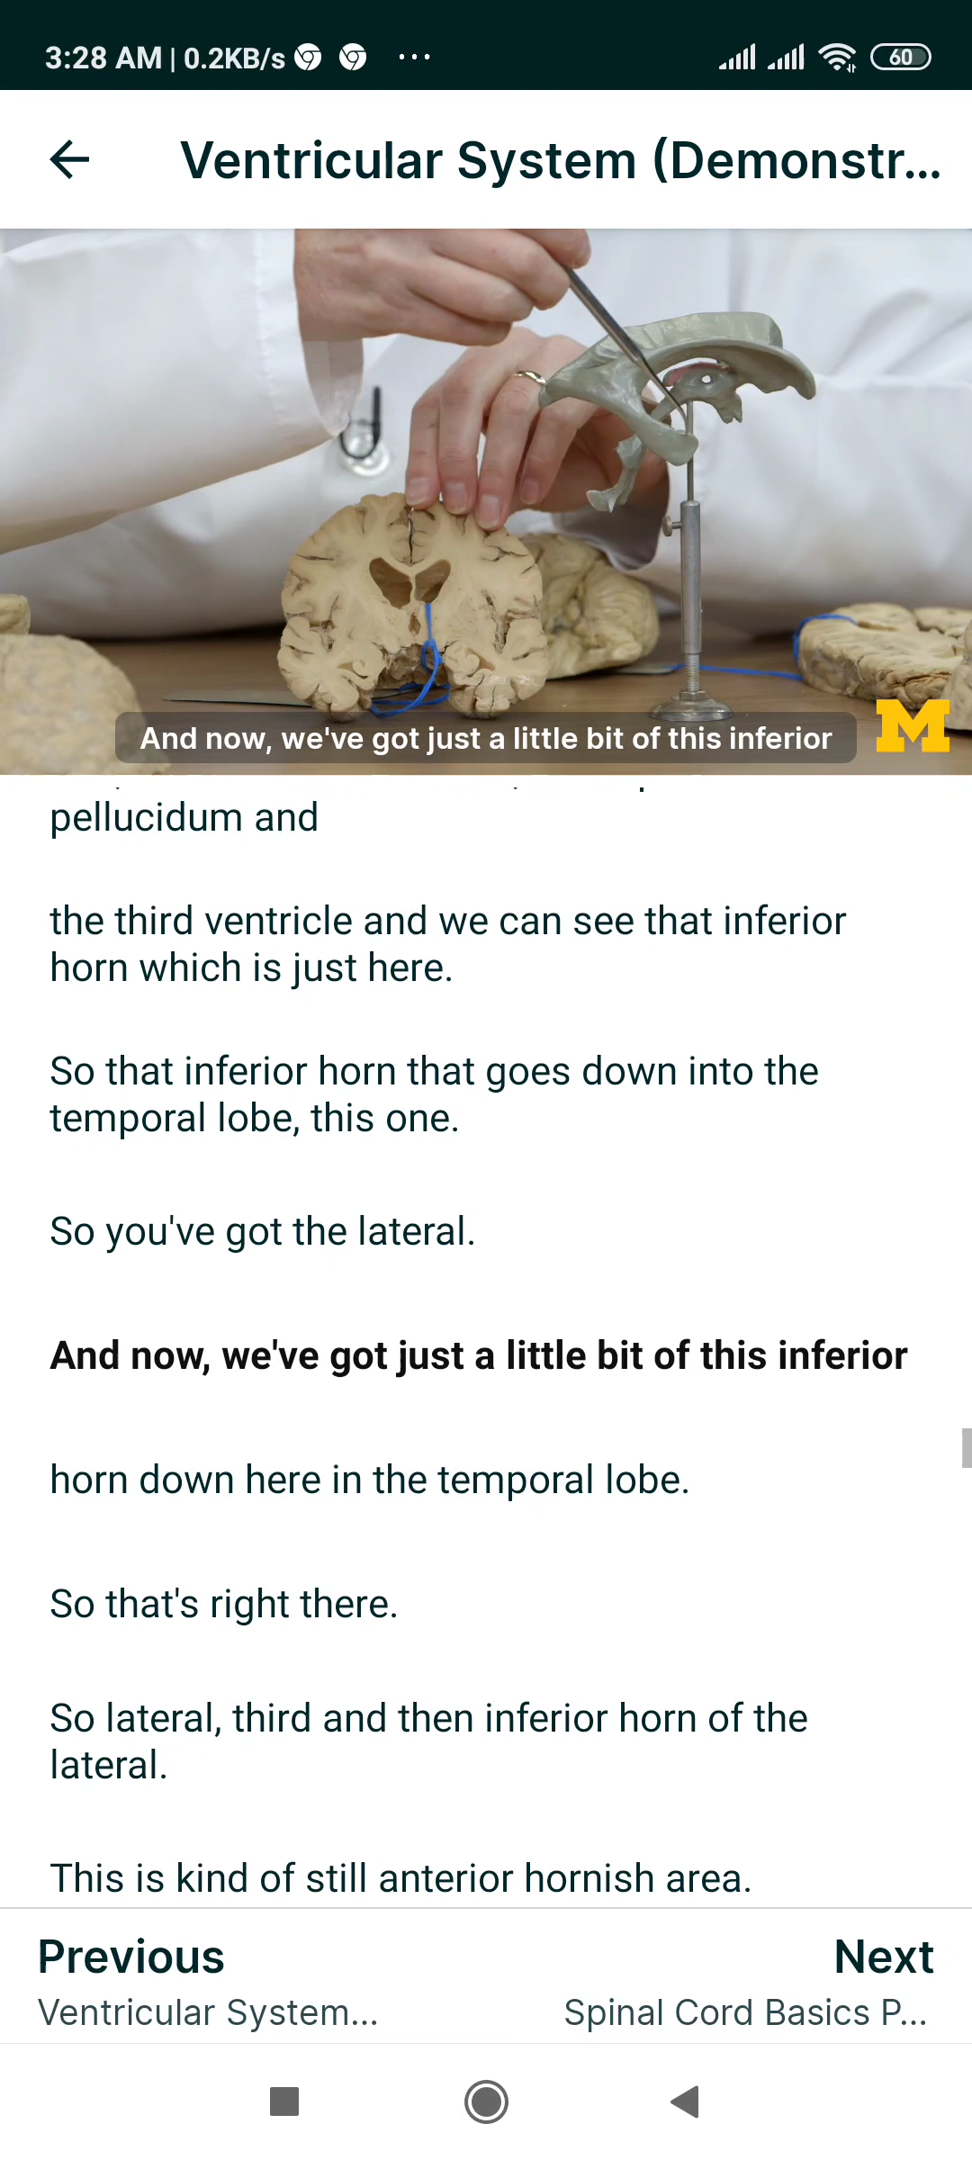 3:28 AM | 0.2KB/s ...
60
Ventricular System (Demonstr...
And now, we've got just a little bit of this inferior
M
pellucidum and
the third ventricle and we can see that inferior
horn which is just here.
So that inferior horn that goes down into the
temporal lobe, this one.
So you've got the lateral.
And now, we've got just a little bit of this inferior
horn down here in the temporal lobe.
So that's right there.
So lateral, third and then inferior horn of the
lateral.
This is kind of still anterior hornish area.
Previous
Next
Ventricular System...
Spinal Cord Basics P...